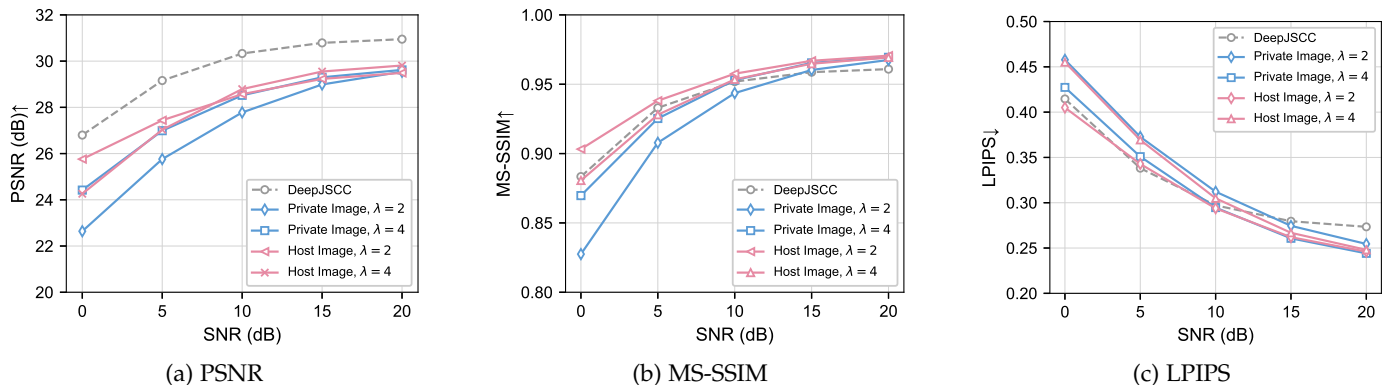 PSNR (dB)↑
32
30
28
26
24
22
20
0 5 10 15 20
SNR (dB)
DeepJSCC
Private Image, λ = 2
Private Image, λ = 4
Host Image, λ = 2
Host Image, λ = 4
(a) PSNR
MS-SSIM↑
1.00
0.95
0.90
0.85
0.80
0 5 10 15 20
SNR (dB)
DeepJSCC
Private Image, λ = 2
Private Image, λ = 4
Host Image, λ = 2
Host Image, λ = 4
(b) MS-SSIM
LPIPS↓
0.50
0.45
0.40
0.35
0.30
0.25
0.20
0 5 10 15 20
SNR (dB)
DeepJSCC
Private Image, λ = 2
Private Image, λ = 4
Host Image, λ = 2
Host Image, λ = 4
(c) LPIPS